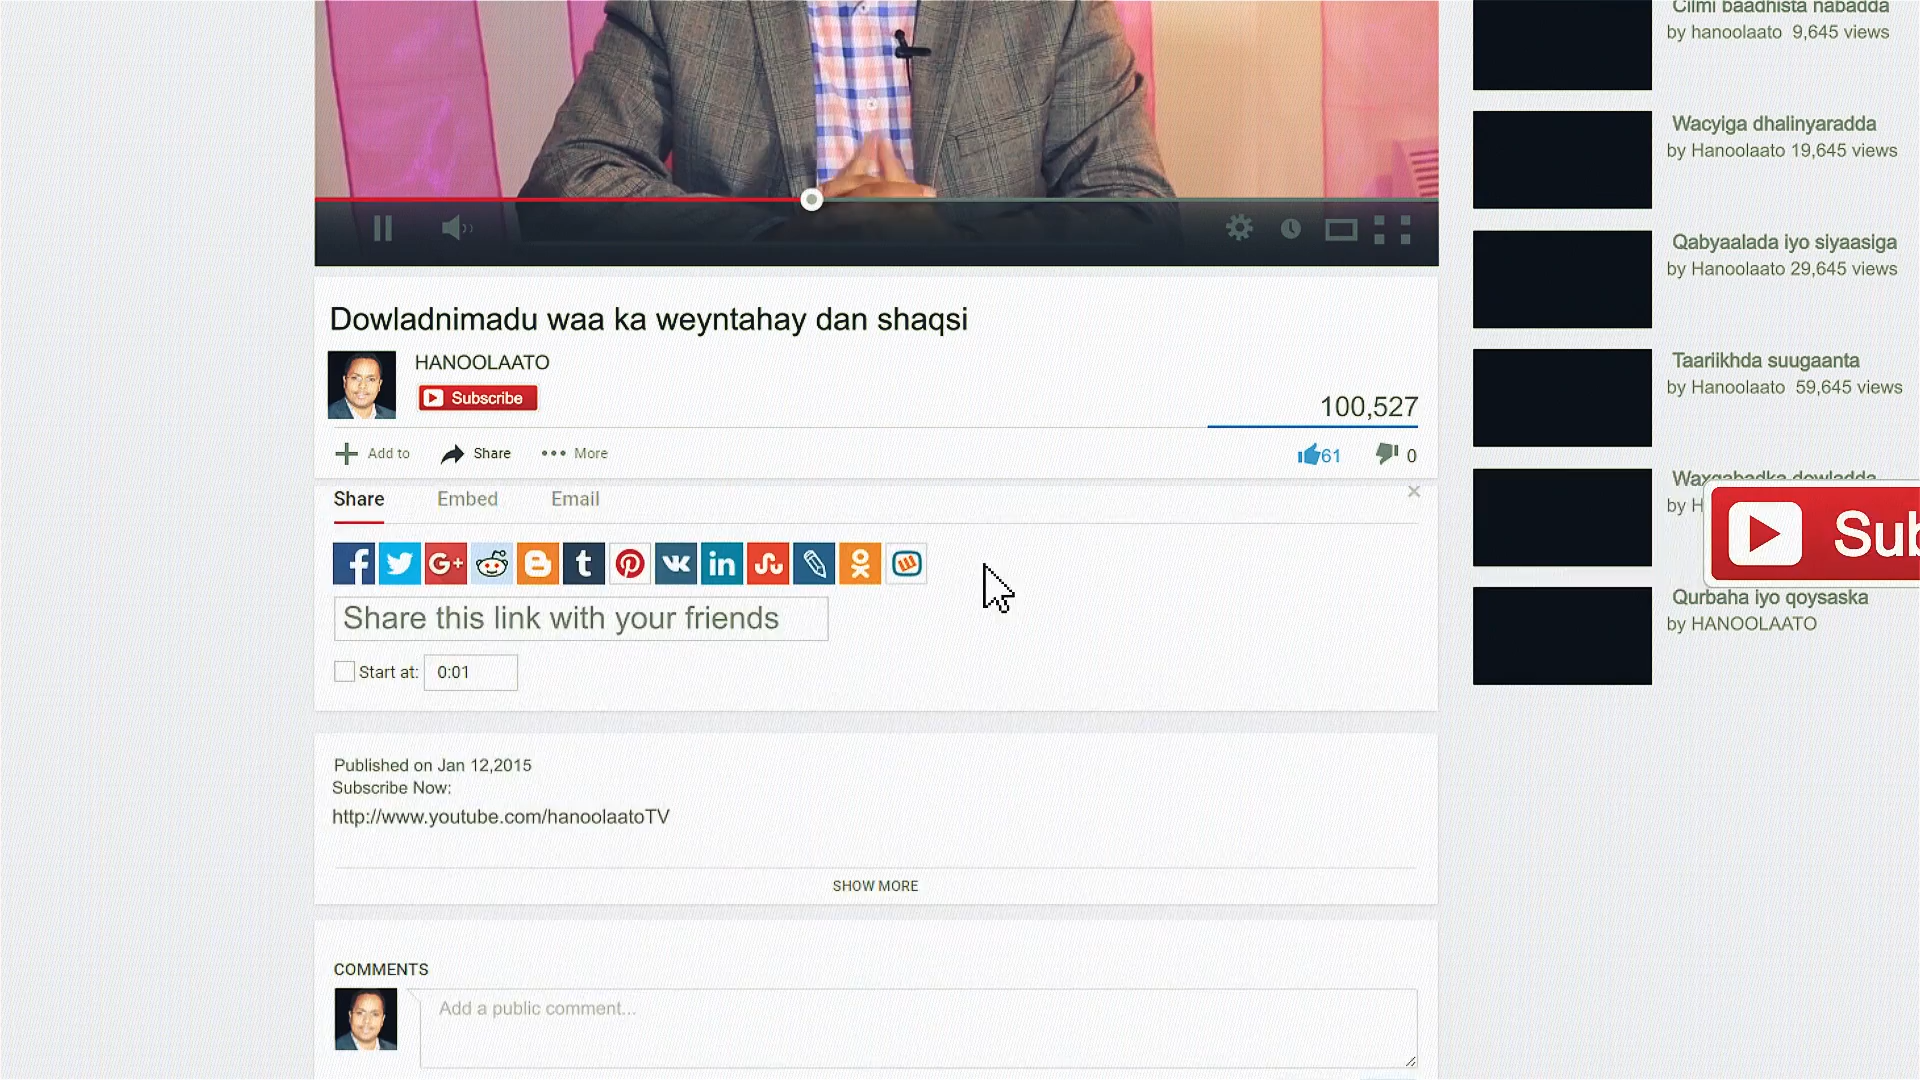 Cilmi baadhista nabadda
by hanoolaato 9,645 views
Wacyiga dhalinyaradda
by Hanoolaato 19,645 views
Qabyaalada iyo siyaasiga
by Hanoolaato 29,645 views
Taariikhda suugaanta
by Hanoolaato 59,645 views
Waxqabadka dowladda
by H
Sub
Qurbaha iyo qoysaska
by HANOOLAATO
Dowladnimadu waa ka weyntahay dan shaqsi
HANOOLAATO
Subscribe
100,527
Add to
Share
More
61
0
Share
Embed
Email
Share this link with your friends
Start at: 0:01
Published on Jan 12,2015
Subscribe Now:
http://www.youtube.com/hanoolaatoTV
SHOW MORE
COMMENTS
Add a public comment...